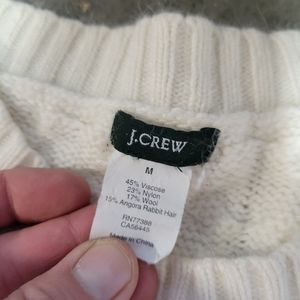 J.CREW
M
45% Viscose
23% Nylon
17% Wool
15% Angora Rabbit Hair
RN77388
CA56445
Made in China